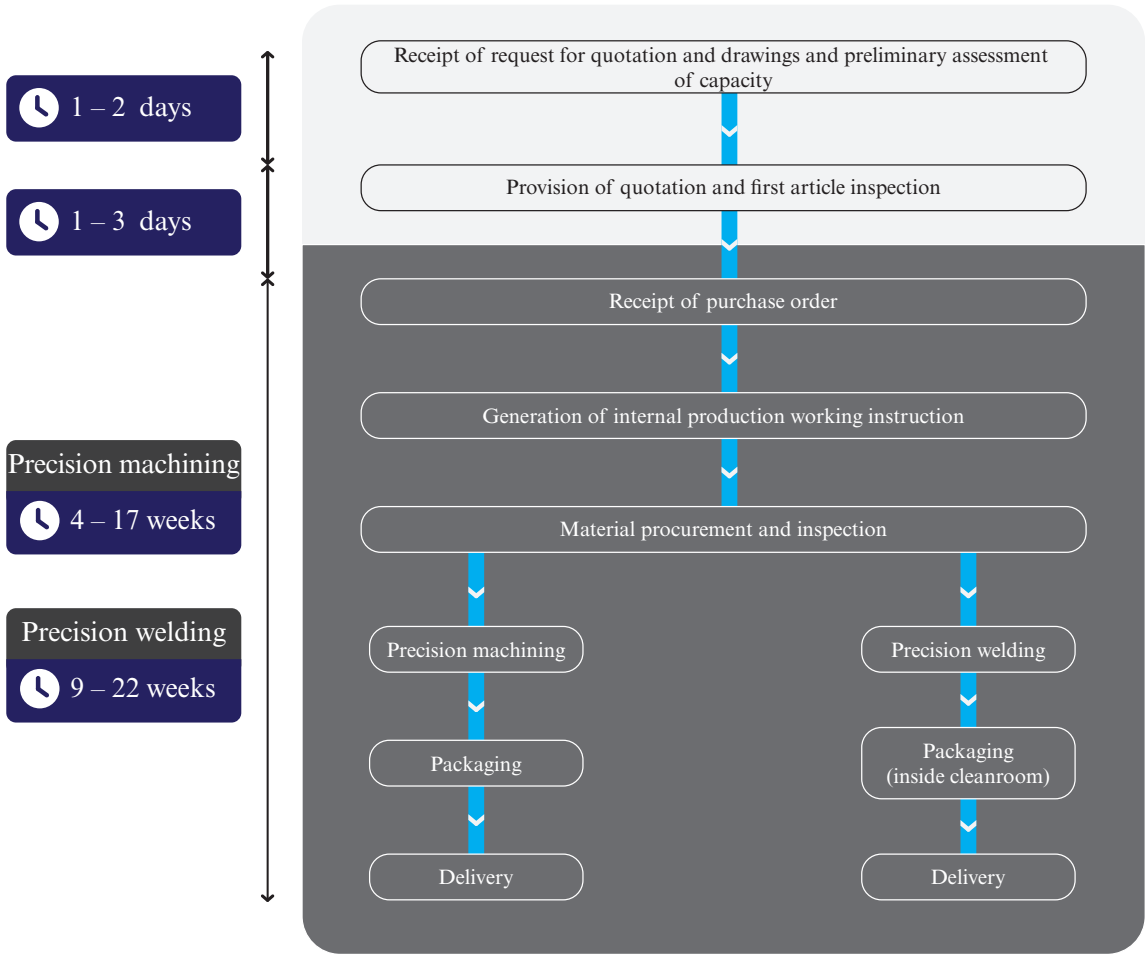 Receipt of request for quotation and drawings and preliminary assessment
of capacity
1 – 2 days
Provision of quotation and first article inspection
1 – 3 days
Receipt of purchase order
Generation of internal production working instruction
Precision machining
4 – 17 weeks
Material procurement and inspection
Precision welding
9 – 22 weeks
Precision machining
Packaging
Delivery
Precision welding
Packaging
(inside cleanroom)
Delivery